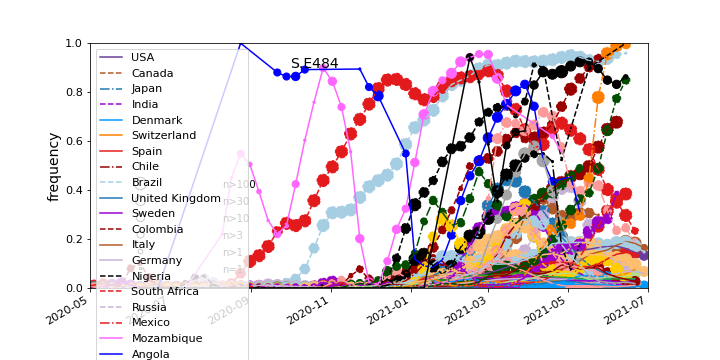 S.E484
frequency
1.0
0.8
0.6
0.4
0.2
0.0
USA
Canada
Japan
India
Denmark
Switzerland
Spain
Chile
Brazil
United Kingdom
Sweden
Colombia
Italy
Germany
Nigeria
South Africa
Russia
Mexico
Mozambique
Angola
n>100
n>30
n>10
n>3
n>1
2020-05
2020-09
2020-11
2021-01
2021-03
2021-05
2021-07